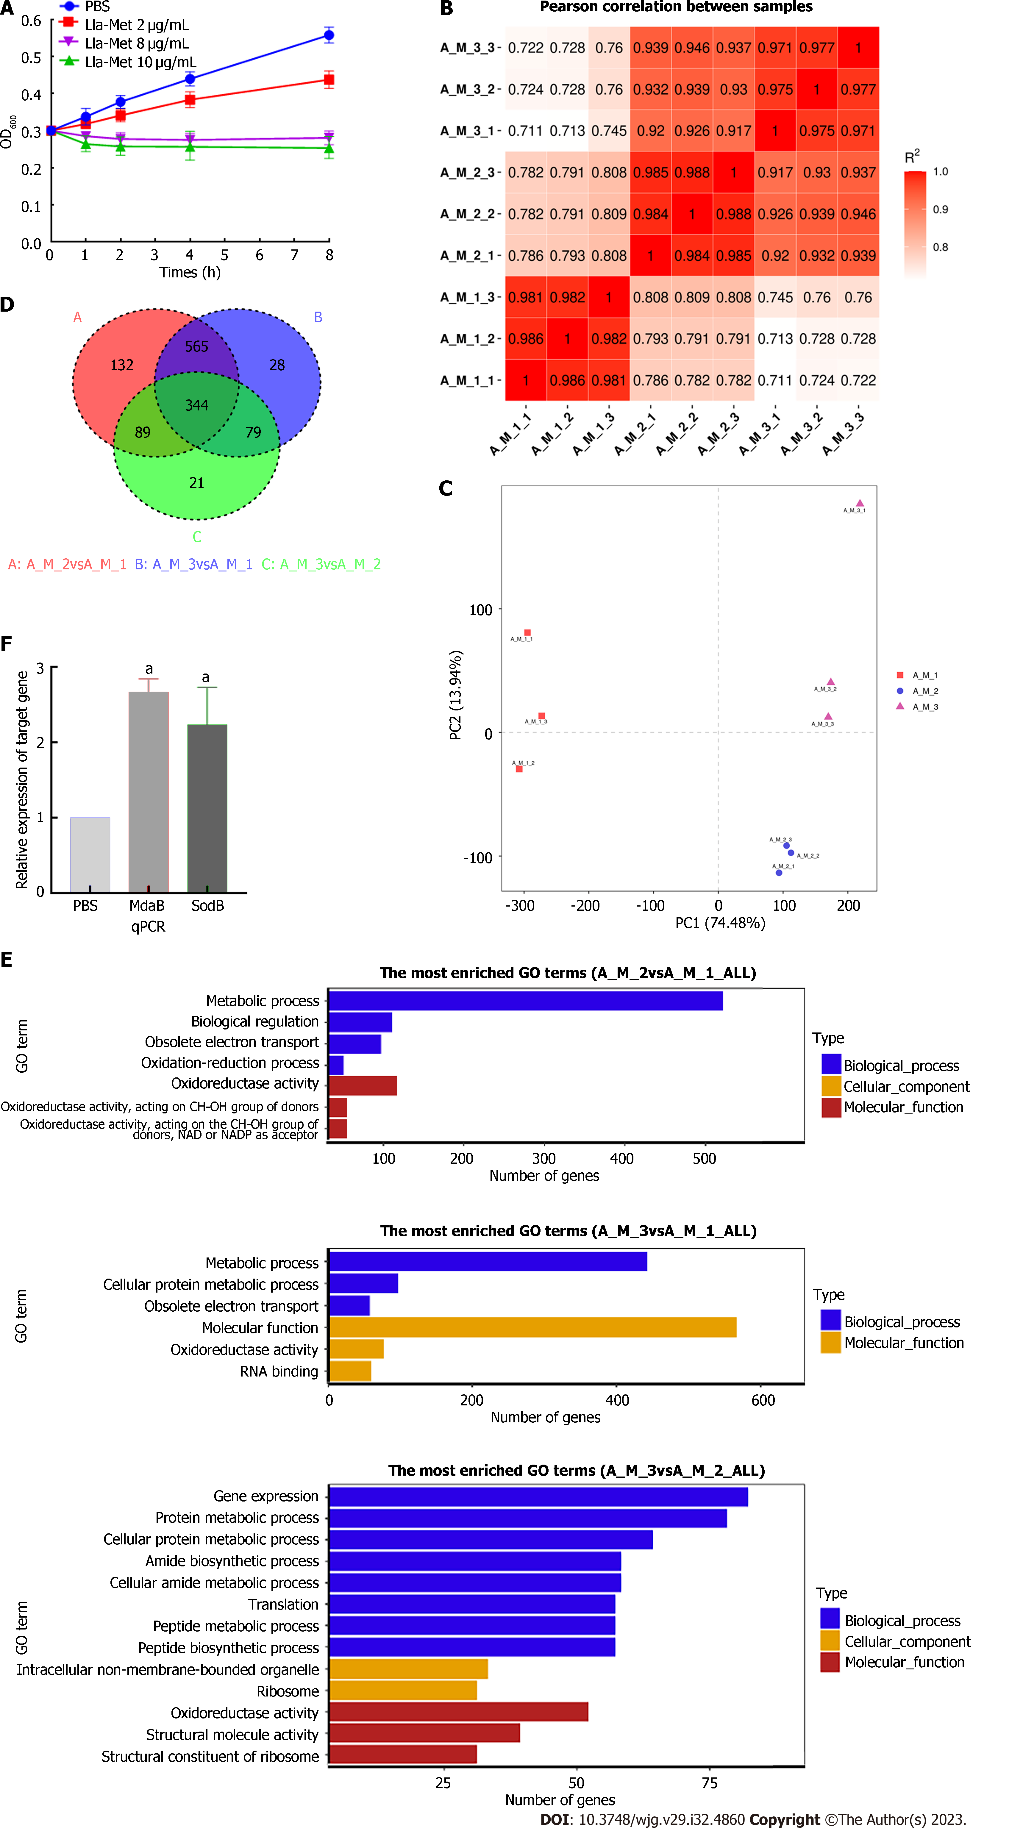 A
PBS
Lla-Met 2 μg/mL
Lla-Met 8 μg/mL
Lla-Met 10 μg/mL
0.6
0.5
0.4
0.3
0.2
0.1
0.0
OD600
0 1 2 3 4 5 6 7 8
Times (h)
B
Pearson correlation between samples
A_M_3_3 0.722 0.728 0.76 0.939 0.946 0.937 0.971 0.977 1
A_M_3_2 0.724 0.728 0.76 0.932 0.939 0.93 0.975 1 0.977
A_M_3_1 0.711 0.713 0.745 0.92 0.926 0.917 1 0.975 0.971
A_M_2_3 0.782 0.791 0.808 0.985 0.988 1 0.917 0.93 0.937
A_M_2_2 0.782 0.791 0.809 0.984 1 0.988 0.926 0.939 0.946
A_M_2_1 0.786 0.793 0.808 1 0.984 0.985 0.92 0.932 0.939
A_M_1_3 0.981 0.982 1 0.808 0.809 0.808 0.745 0.76 0.76
A_M_1_2 0.986 1 0.982 0.793 0.791 0.791 0.713 0.728 0.728
A_M_1_1 1 0.986 0.981 0.786 0.782 0.782 0.711 0.724 0.722
A_M_1_1 A_M_1_2 A_M_1_3 A_M_2_1 A_M_2_2 A_M_2_3 A_M_3_1 A_M_3_2 A_M_3_3
R2
1.0
0.9
0.8
D
A
B
565
132
28
344
89
79
21
C
A: A_M_2vsA_M_1 B: A_M_3vsA_M_1 C: A_M_3vsA_M_2
C
A_M_3_1
100
A_M_1_1
A_M_3_2
A_M_1_3
A_M_3_3
0
A_M_1_2
A_M_2_3
A_M_2_2
A_M_2_1
-100
PC2 (13.94%)
-300 -200 -100 0 100 200
PC1 (74.48%)
A_M_1
A_M_2
A_M_3
F
3
2
1
0
Relative expression of target gene
a
a
PBS MdaB SodB
qPCR
E
The most enriched GO terms (A_M_2vsA_M_1_ALL)
GO term
Metabolic process
Biological regulation
Obsolete electron transport
Oxidation-reduction process
Oxidoreductase activity
Oxidoreductase activity, acting on CH-OH group of donors
Oxidoreductase activity, acting on the CH-OH group of
donors, NAD or NADP as acceptor
100 200 300 400 500
Number of genes
Type
Biological_process
Cellular_component
Molecular_function
The most enriched GO terms (A_M_3vsA_M_1_ALL)
GO term
Metabolic process
Cellular protein metabolic process
Obsolete electron transport
Molecular function
Oxidoreductase activity
RNA binding
0 200 400 600
Number of genes
Type
Biological_process
Molecular_function
The most enriched GO terms (A_M_3vsA_M_2_ALL)
GO term
Gene expression
Protein metabolic process
Cellular protein metabolic process
Amide biosynthetic process
Cellular amide metabolic process
Translation
Peptide metabolic process
Peptide biosynthetic process
Intracellular non-membrane-bounded organelle
Ribosome
Oxidoreductase activity
Structural molecule activity
Structural constituent of ribosome
25 50 75
Number of genes
Type
Biological_process
Cellular_component
Molecular_function
DOI: 10.3748/wjg.v29.i32.4860 Copyright ©The Author(s) 2023.